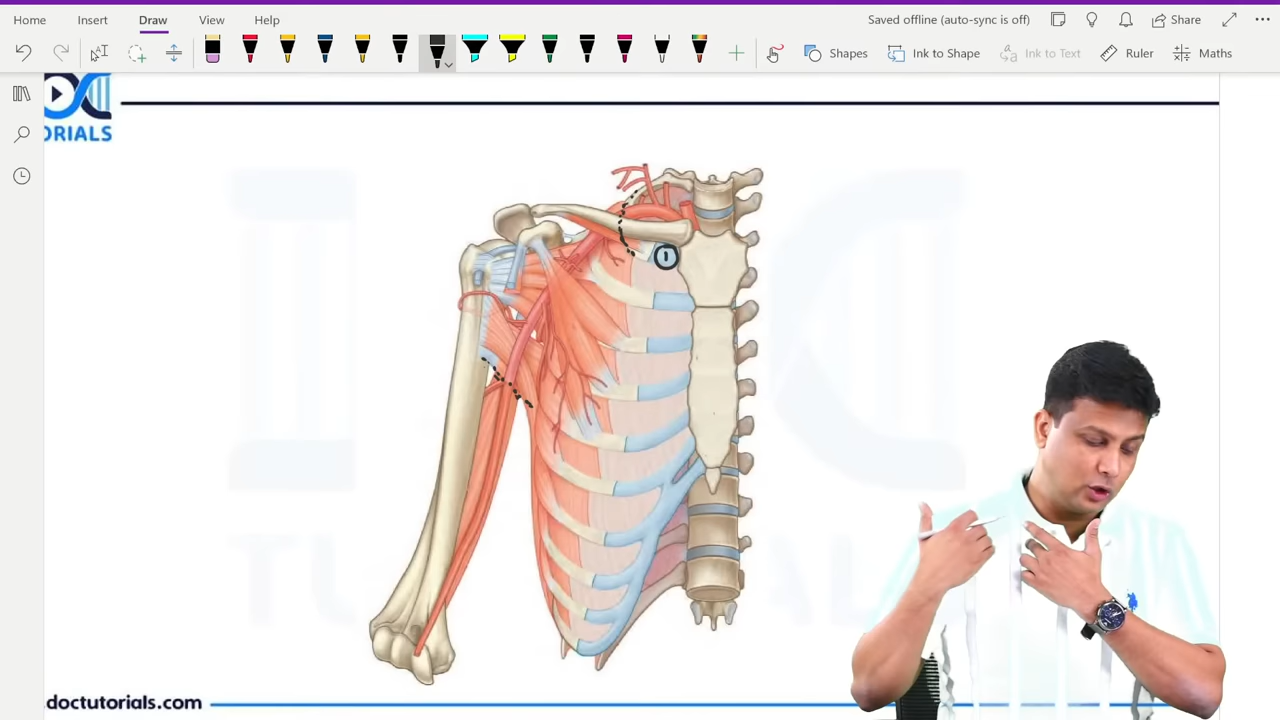 Home Insert Draw View Help Saved offline (auto-sync is off) Share
Shapes Ink to Shape Ink to Text Ruler Maths
ORIALS
1
doctutorials.com